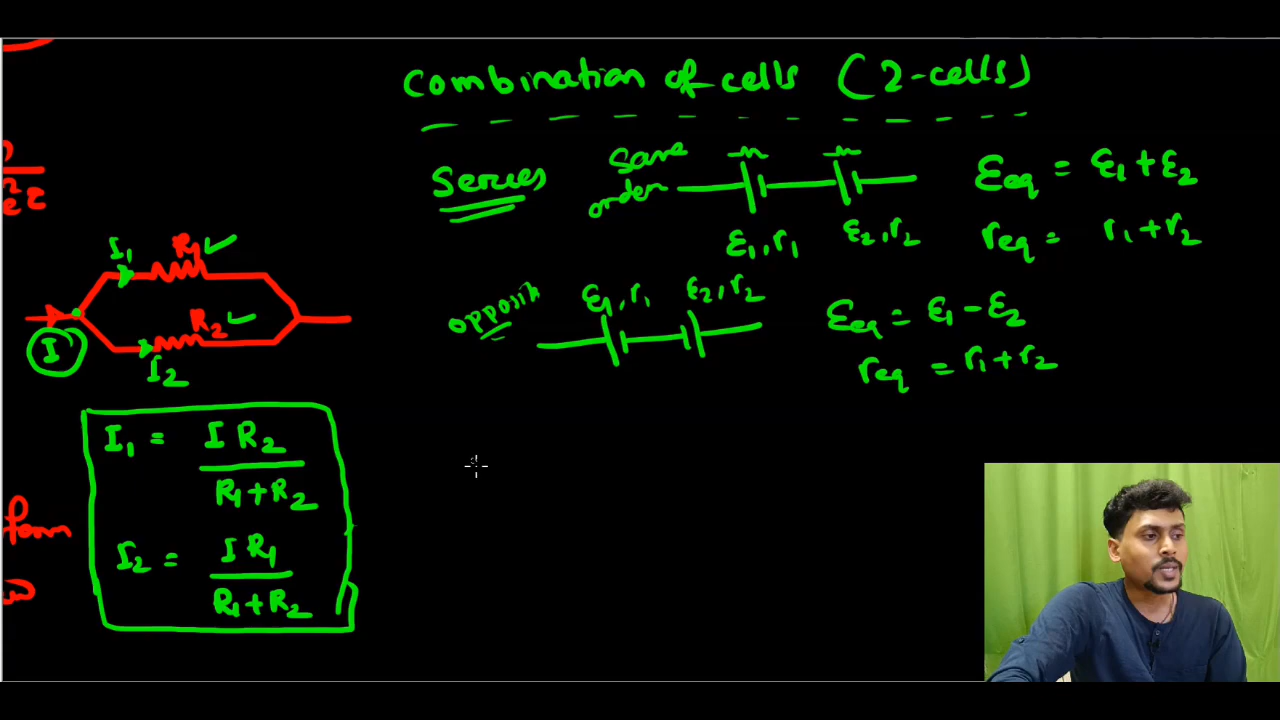 Combination of cells (2-cells)
Series
Same
order
ε1, r1
ε2, r2
εeq = ε1 + ε2
req = r1 + r2
opposite
ε1, r1
ε2, r2
εeq = ε1 - ε2
req = r1 + r2
I1
R1
R2
I
I2
I1 = I R2
R1 + R2
I2 = I R1
R1 + R2